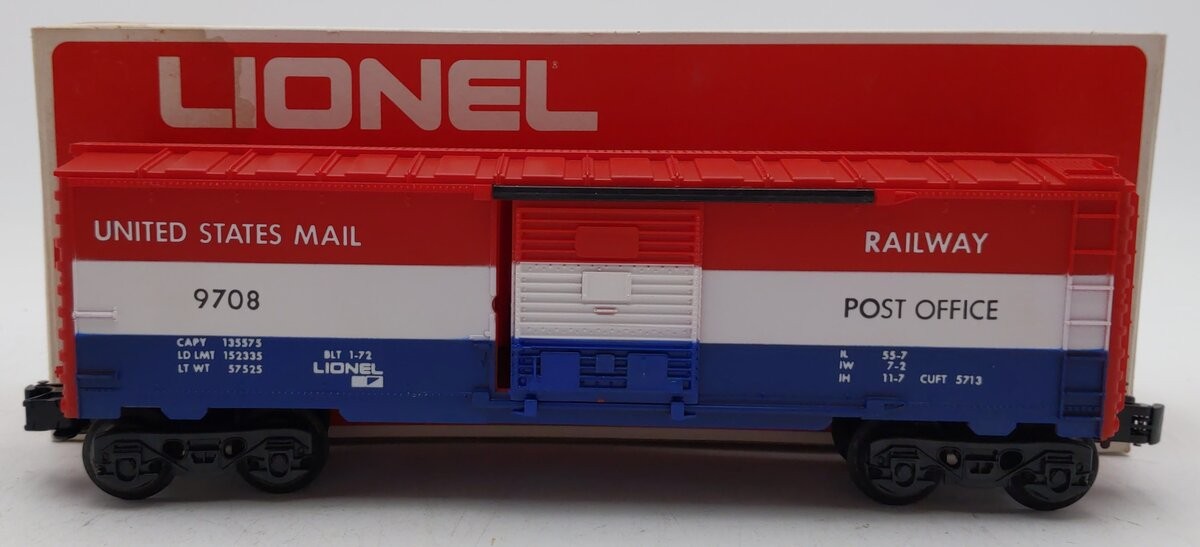 LIONEL
UNITED STATES MAIL
RAILWAY
9708
POST OFFICE
CAPY 135575
LD LMT 152335
LT WT 57525
BLT 1-72
LIONEL
IL 55-7
IW 7-2
IH 11-7 CUFT 5713